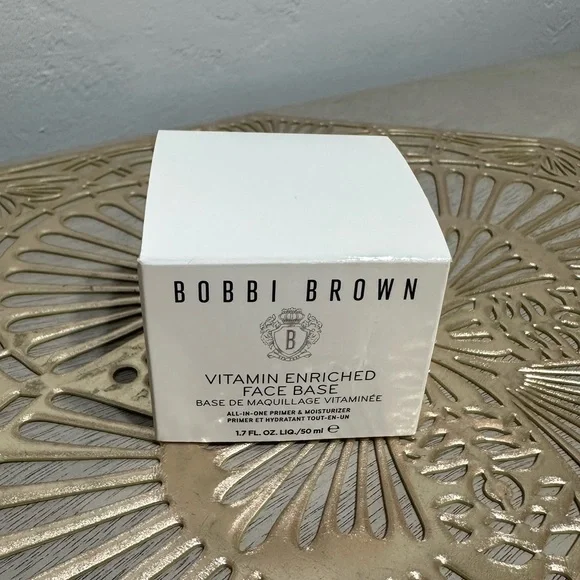 BOBBI BROWN
B
VITAMIN ENRICHED
FACE BASE
BASE DE MAQUILLAGE VITAMINÉE
ALL-IN-ONE PRIMER & MOISTURIZER
PRIMER ET HYDRATANT TOUT-EN-UN
1.7 FL. OZ. LIQ./50 ml ℮